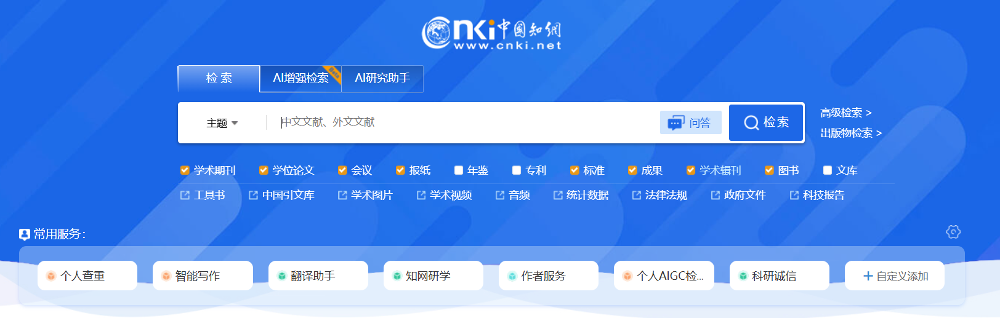 Cnki中国知網
www.cnki.net
检 索 AI增强检索 Beta AI研究助手
主题 中文文献、外文文献 问答 检索
高级检索 >
出版物检索 >
学术期刊 学位论文 会议 报纸 年鉴 专利 标准 成果 学术辑刊 图书 文库
工具书 中国引文库 学术图片 学术视频 音频 统计数据 法律法规 政府文件 科技报告
常用服务：
个人查重 智能写作 翻译助手 知网研学 作者服务 个人AIGC检... 科研诚信 +自定义添加